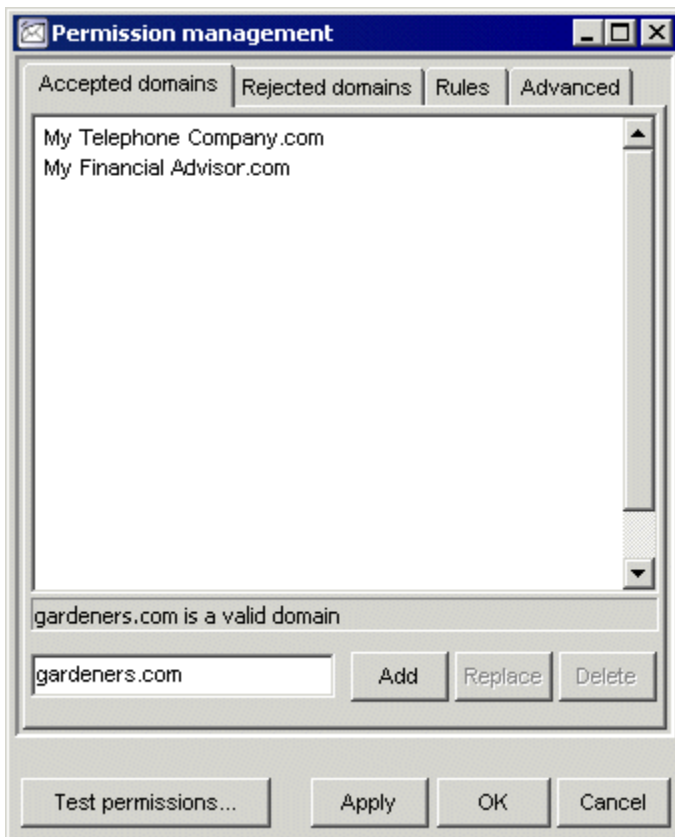 Permission management
Accepted domains Rejected domains Rules Advanced
My Telephone Company.com
My Financial Advisor.com
gardeners.com is a valid domain
gardeners.com Add Replace Delete
Test permissions... Apply OK Cancel